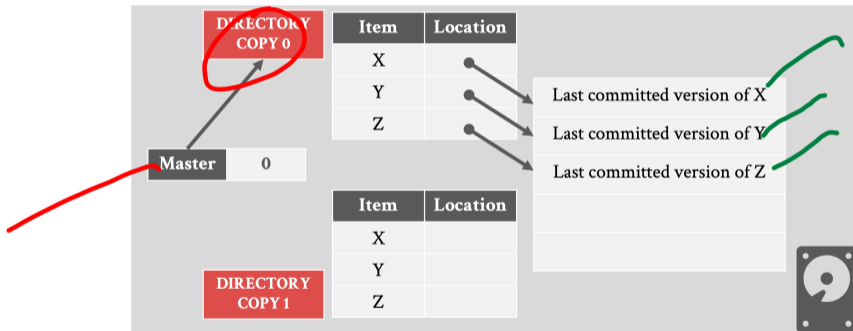 DIRECTORY
COPY 0
Item Location
X
Y
Z
Last committed version of X
Last committed version of Y
Last committed version of Z
Master 0
Item Location
X
Y
Z
DIRECTORY
COPY 1